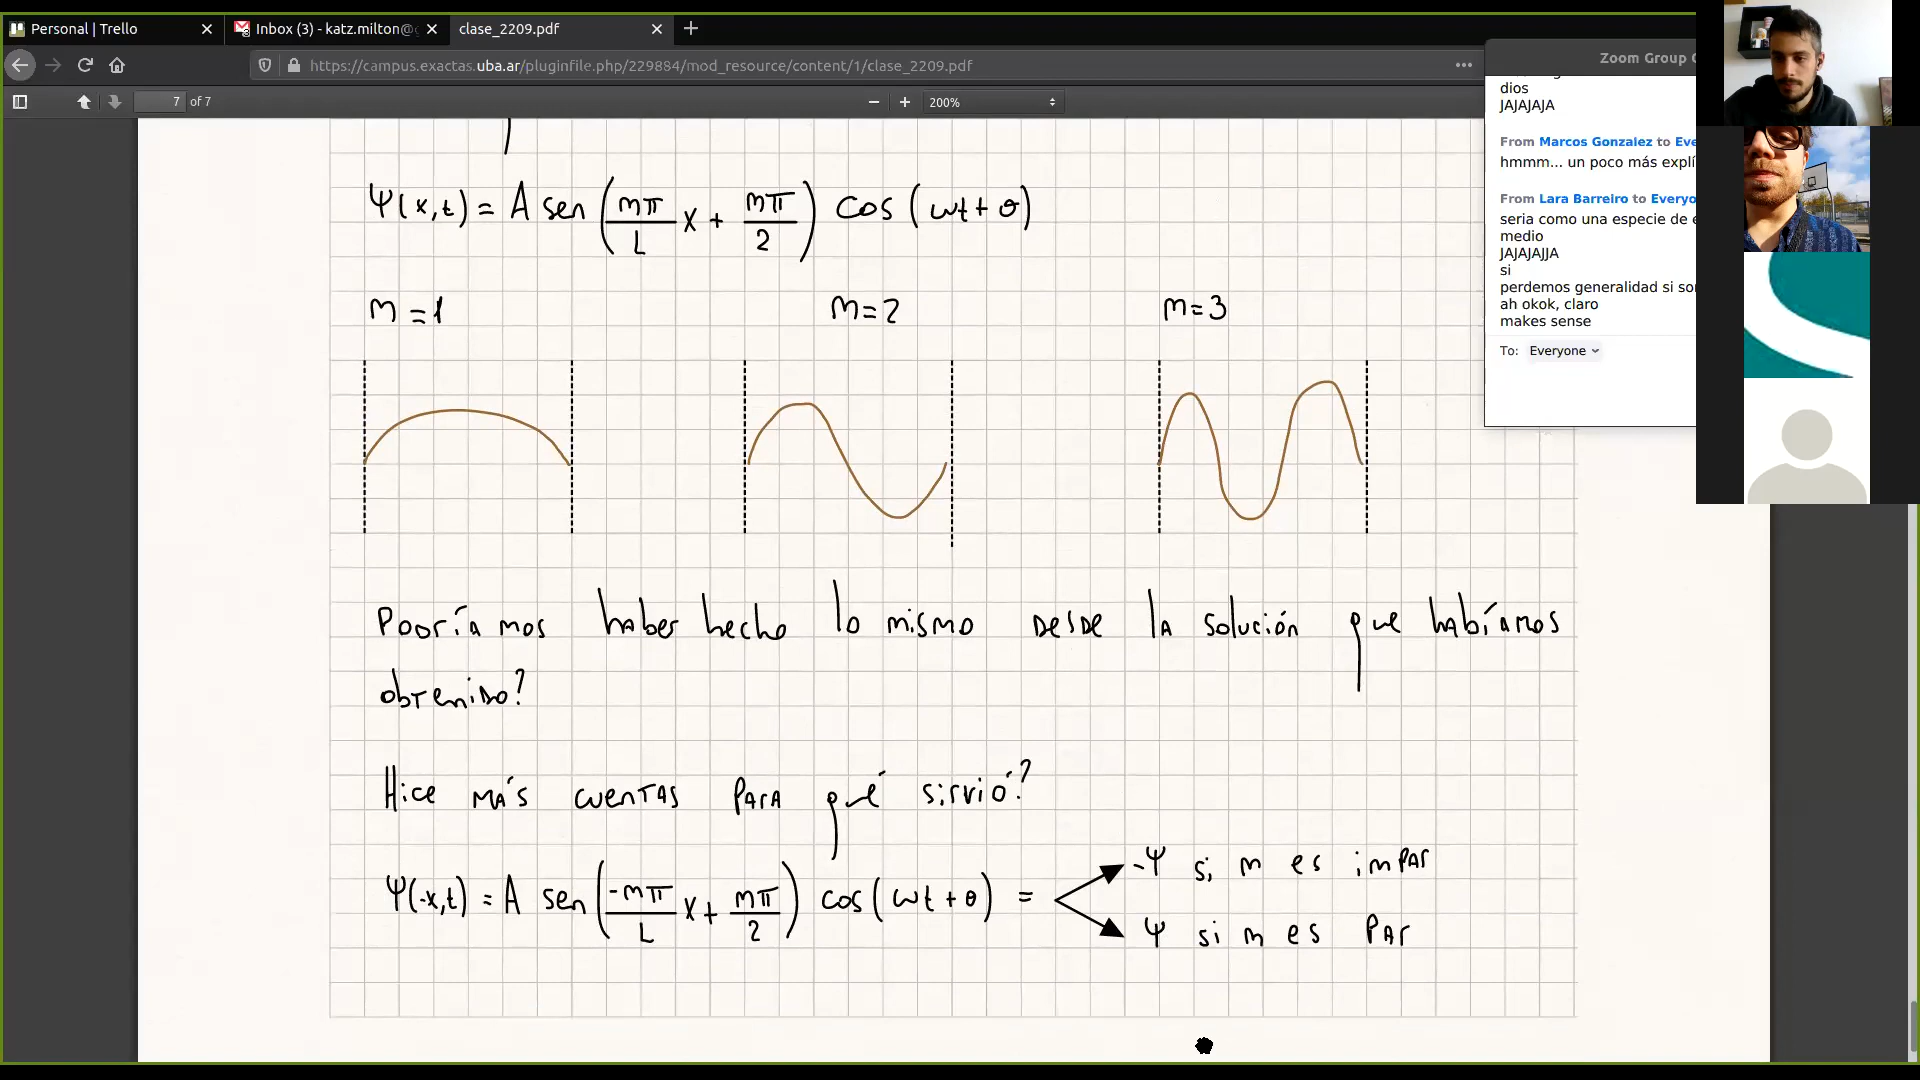 Personal | Trello
Inbox (3) - katz.milton@
clase_2209.pdf
https://campus.exactas.uba.ar/pluginfile.php/229884/mod_resource/content/1/clase_2209.pdf
7 of 7
200%
Zoom Group
dios
JAJAJAJA
From Marcos Gonzalez to
hmmm... un poco más
From Lara Barreiro to
seria como una especie de
medio
JAJAJAJJA
si
perdemos generalidad si
ah okok, claro
makes sense
To: Everyone
Ψ(x,t) = A sen(mπ/L x + mπ/2) cos(ωt + θ)
m = 1
m = 2
m = 3
Podríamos haber hecho lo mismo desde la solución que habíamos
obtenido?
Hice más cuentas para qué sirvió?
Ψ(-x,t) = A sen(-mπ/L x + mπ/2) cos(ωt + θ) =
-Ψ si m es impar
Ψ si m es par